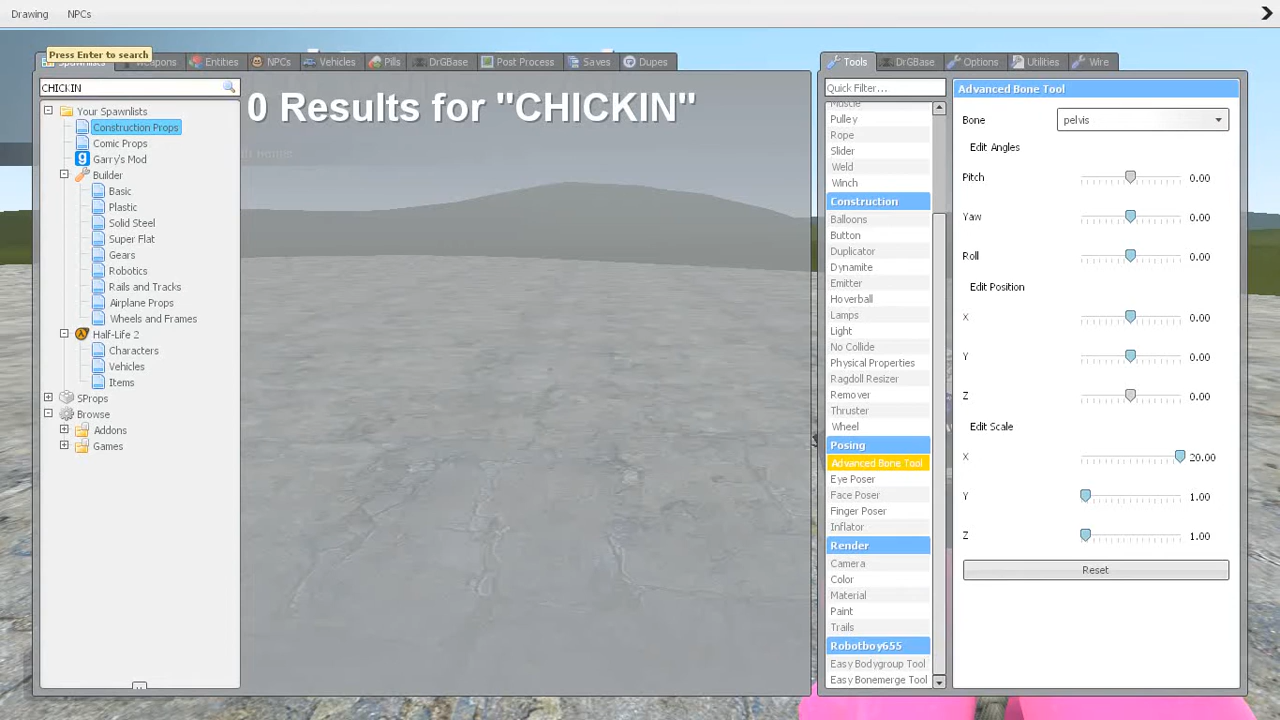 Drawing NPCs
Press Enter to search
Spawnlists Weapons Entities NPCs Vehicles Pills DrGBase Post Process Saves Dupes
CHICKIN
0 Results for "CHICKIN"
Your Spawnlists
Construction Props
Comic Props
Garry's Mod
Builder
Basic
Plastic
Solid Steel
Super Flat
Gears
Robotics
Rails and Tracks
Airplane Props
Wheels and Frames
Half-Life 2
Characters
Vehicles
Items
SProps
Browse
Addons
Games
Tools DrGBase Options Utilities Wire
Quick Filter...
Muscle
Pulley
Rope
Slider
Weld
Winch
Construction
Balloons
Button
Duplicator
Dynamite
Emitter
Hoverball
Lamps
Light
No Collide
Physical Properties
Ragdoll Resizer
Remover
Thruster
Wheel
Posing
Advanced Bone Tool
Eye Poser
Face Poser
Finger Poser
Inflator
Render
Camera
Color
Material
Paint
Trails
Robotboy655
Easy Bodygroup Tool
Easy Bonemerge Tool
Advanced Bone Tool
Bone pelvis
Edit Angles
Pitch 0.00
Yaw 0.00
Roll 0.00
Edit Position
X 0.00
Y 0.00
Z 0.00
Edit Scale
X 20.00
Y 1.00
Z 1.00
Reset